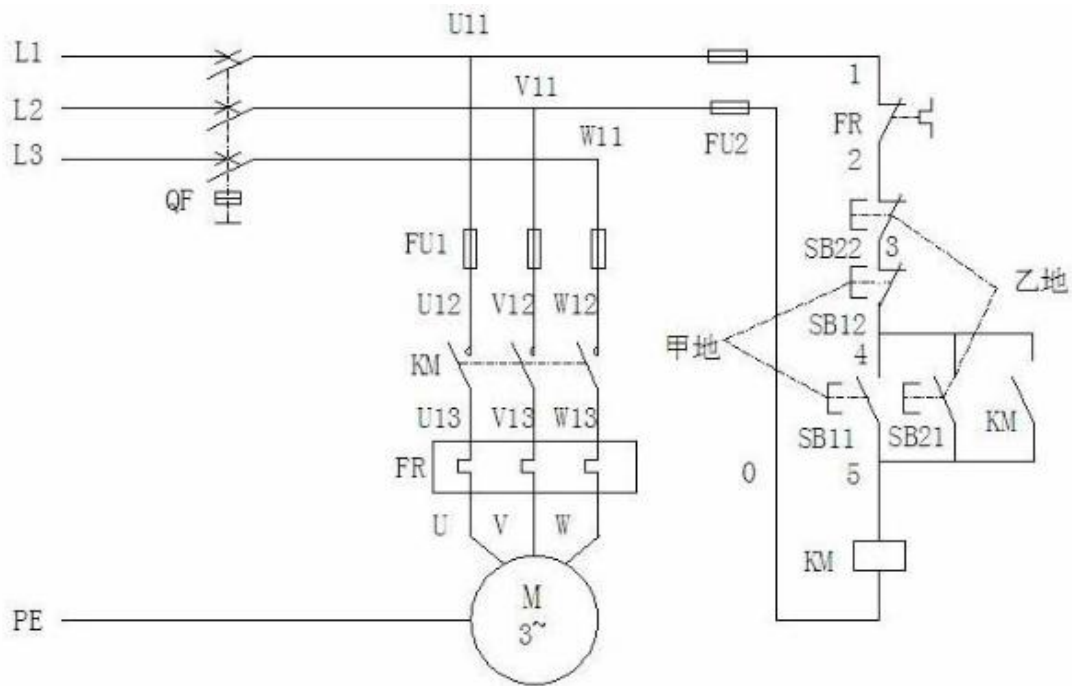 U11
L1
1
V11
L2
FR
W11
FU2
L3
2
QF
SB22
3
FU1
乙地
U12
V12
W12
SB12
甲地
4
KM
U13
V13
W13
SB11
SB21
KM
FR
0
5
U
V
W
KM
M
3~
PE